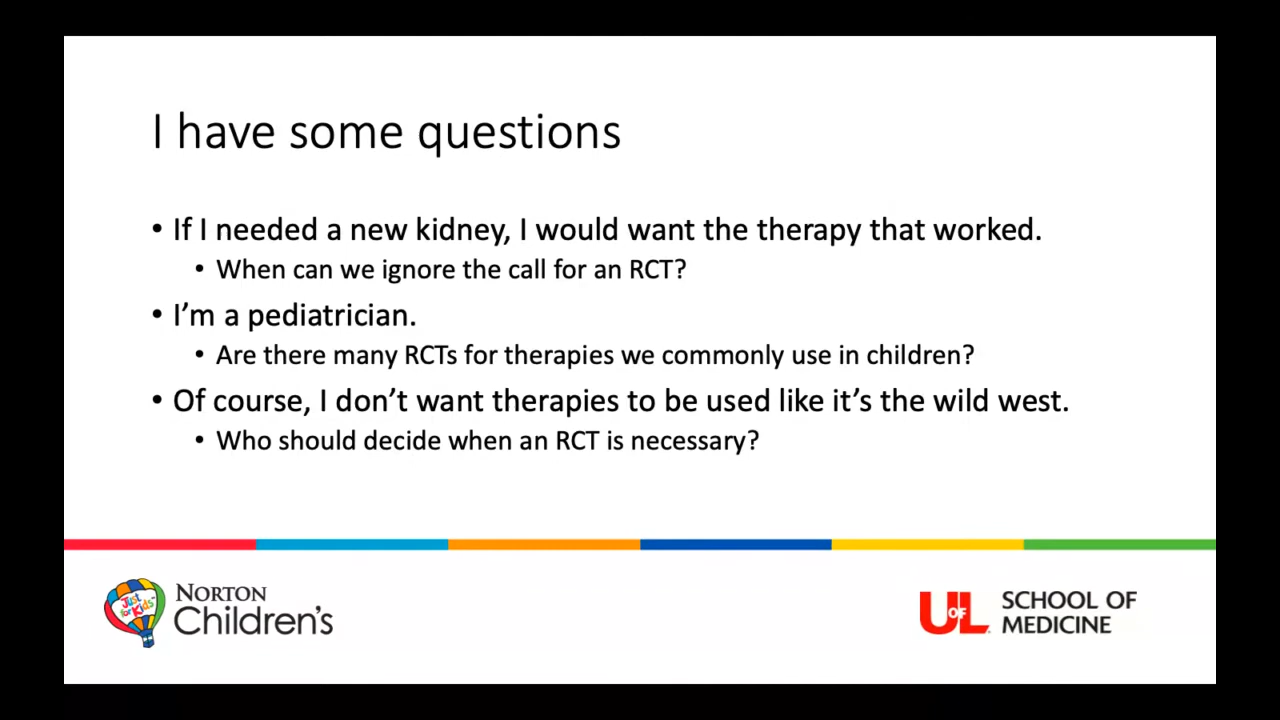 I have some questions
• If I needed a new kidney, I would want the therapy that worked.
• When can we ignore the call for an RCT?
• I'm a pediatrician.
• Are there many RCTs for therapies we commonly use in children?
• Of course, I don't want therapies to be used like it's the wild west.
• Who should decide when an RCT is necessary?
Just
for Kids
NORTON
Children's
UofL
SCHOOL OF
MEDICINE